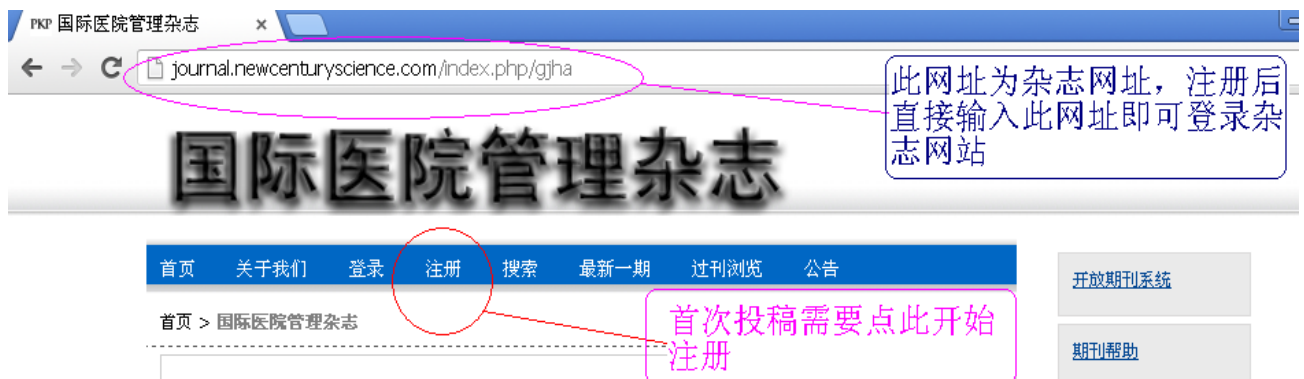 PKP 国际医院管理杂志
journal.newcenturyscience.com/index.php/gjha
此网址为杂志网址，注册后
直接输入此网址即可登录杂
志网站
国际医院管理杂志
首页 关于我们 登录 注册 搜索 最新一期 过刊浏览 公告
开放期刊系统
首页 > 国际医院管理杂志
首次投稿需要点此开始
注册
期刊帮助